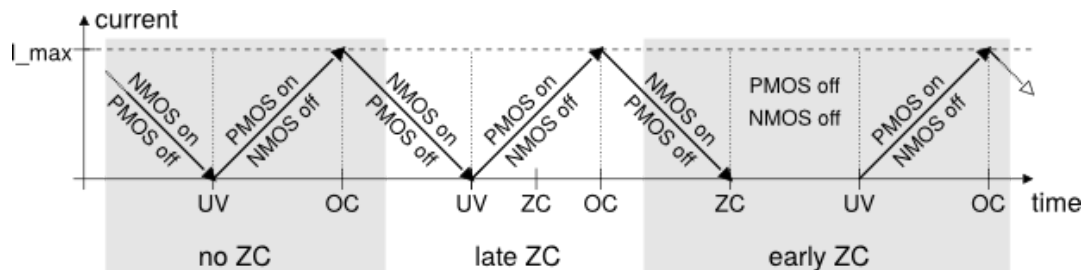 current
I_max
NMOS on
PMOS off
PMOS on
NMOS off
NMOS on
PMOS off
PMOS on
NMOS off
NMOS on
PMOS off
PMOS off
NMOS off
PMOS on
NMOS off
UV
OC
UV
ZC
OC
ZC
UV
OC
time
no ZC
late ZC
early ZC